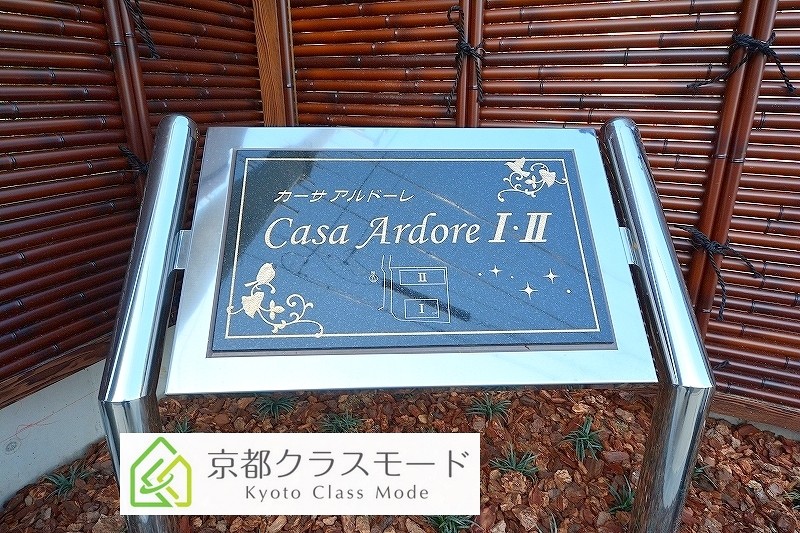 カーサ アルドーレ
Casa Ardore I・II
II
I
京都クラスモード
Kyoto Class Mode